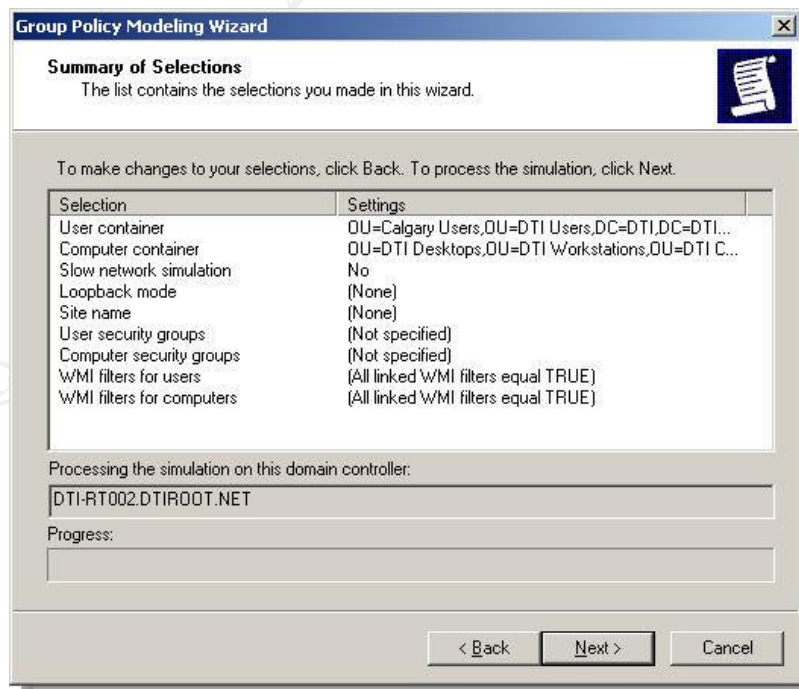 Group Policy Modeling Wizard
Summary of Selections
The list contains the selections you made in this wizard.
To make changes to your selections, click Back. To process the simulation, click Next.
Selection Settings
User container OU=Calgary Users,OU=DTI Users,DC=DTI,DC=DTI...
Computer container OU=DTI Desktops,OU=DTI Workstations,OU=DTI C...
Slow network simulation No
Loopback mode (None)
Site name (None)
User security groups (Not specified)
Computer security groups (Not specified)
WMI filters for users (All linked WMI filters equal TRUE)
WMI filters for computers (All linked WMI filters equal TRUE)
Processing the simulation on this domain controller:
DTI-RT002.DTIROOT.NET
Progress:
< Back Next > Cancel